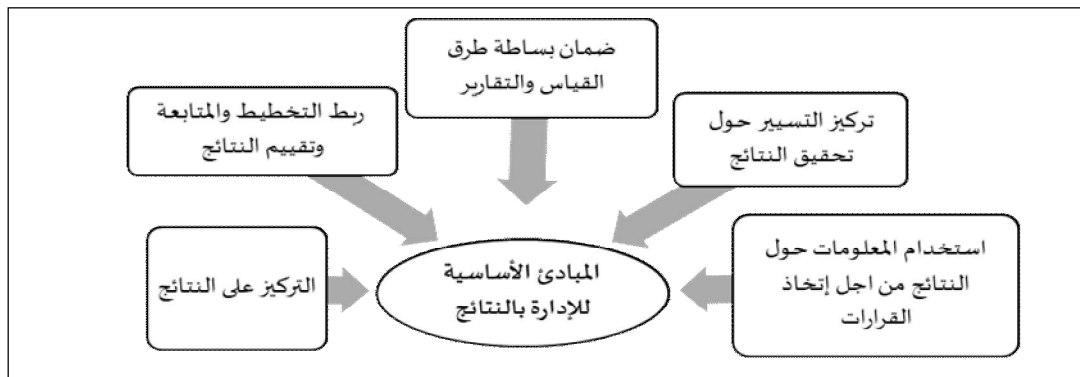 ضمان بساطة طرق
القياس والتقارير
تركيز التسيير حول
تحقيق النتائج
ربط التخطيط والمتابعة
وتقييم النتائج
استخدام المعلومات حول
النتائج من اجل إتخاذ
القرارات
المبادئ الأساسية
للإدارة بالنتائج
التركيز على النتائج